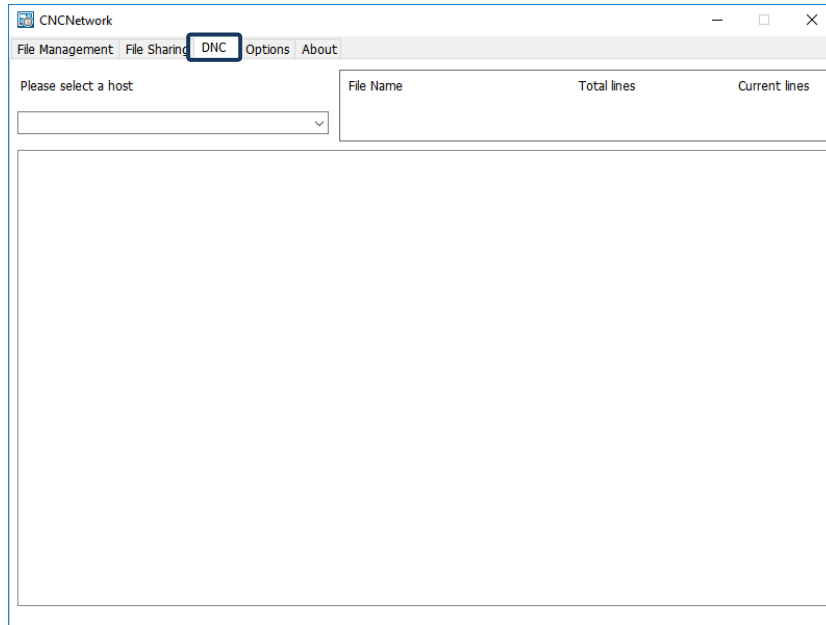 CNCNetwork
File Management File Sharing DNC Options About
Please select a host
File Name Total lines Current lines